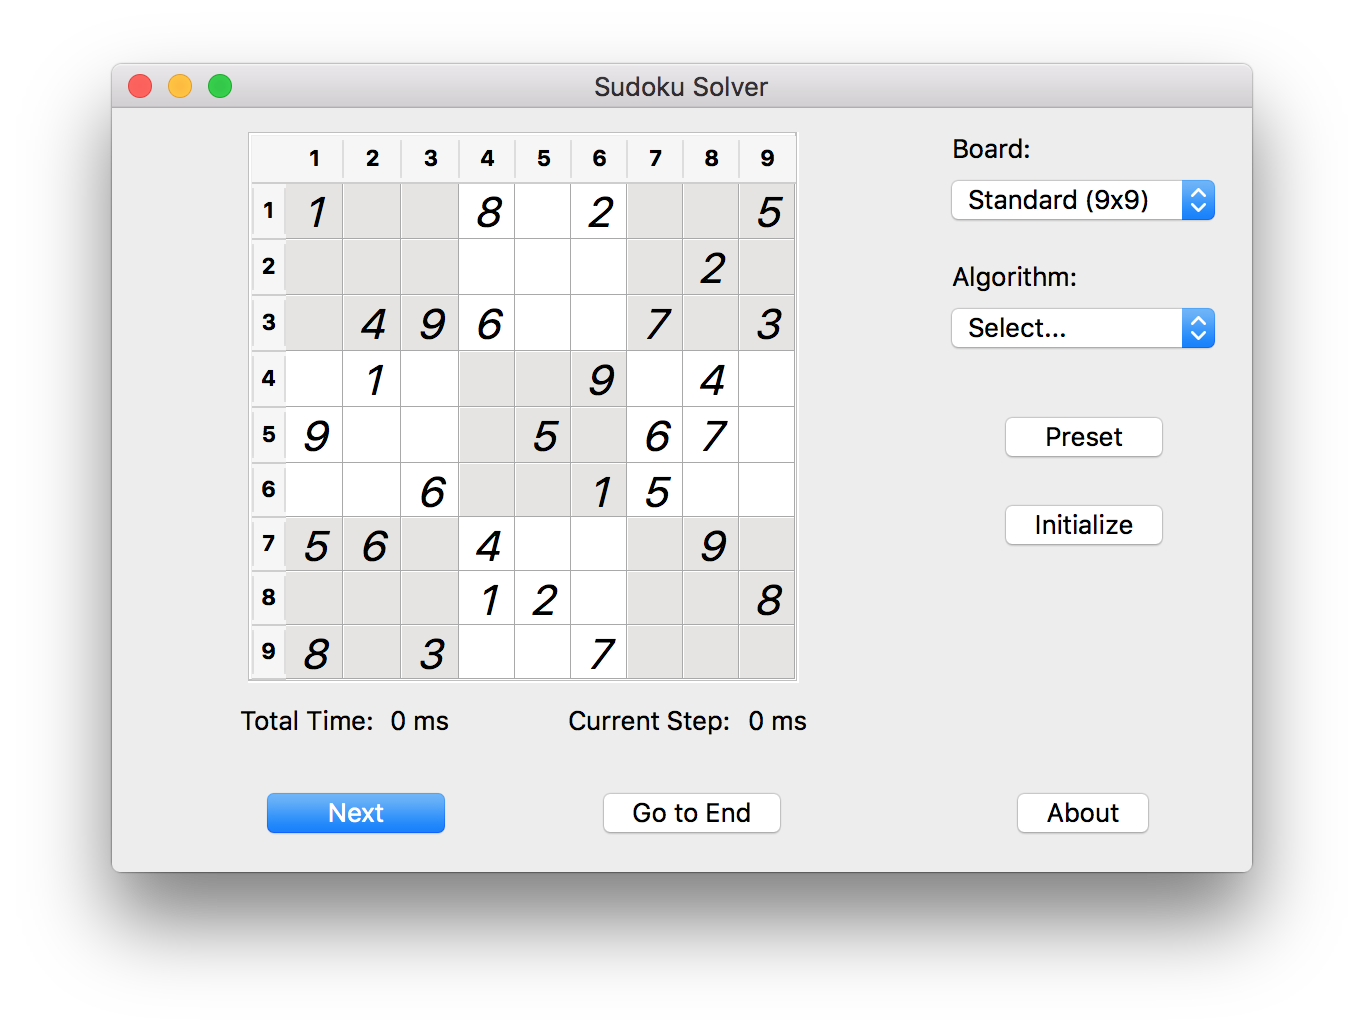 Sudoku Solver
1 2 3 4 5 6 7 8 9
1 1 8 2 5
2 2
3 4 9 6 7 3
4 1 9 4
5 9 5 6 7
6 6 1 5
7 5 6 4 9
8 1 2 8
9 8 3 7
Board:
Standard (9x9)
Algorithm:
Select...
Preset
Initialize
Total Time: 0 ms Current Step: 0 ms
Next Go to End About